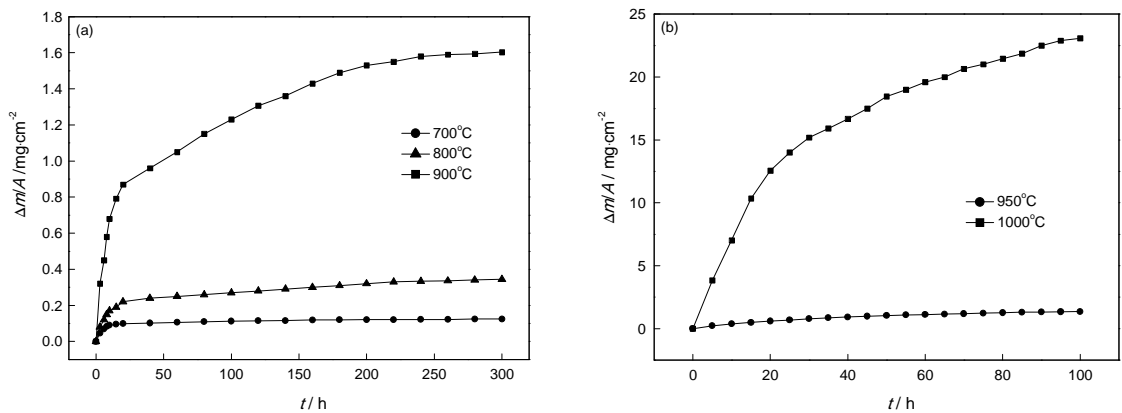 (a)
Δm/A /mg·cm-2
1.8
1.6
1.4
1.2
1.0
0.8
0.6
0.4
0.2
0.0
700°C
800°C
900°C
0 50 100 150 200 250 300
t / h
(b)
Δm/A / mg·cm-2
25
20
15
10
5
0
950°C
1000°C
0 20 40 60 80 100
t / h